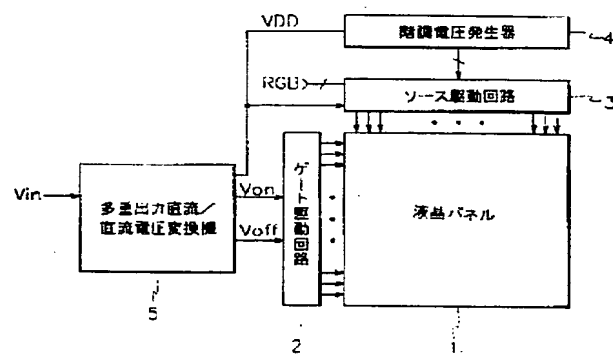 VDD
階調電圧発生器
4
RGB
ソース駆動回路
3
Vin
多重出力直流/
直流電圧変換機
5
Von
Voff
ゲート駆動回路
2
液晶パネル
1